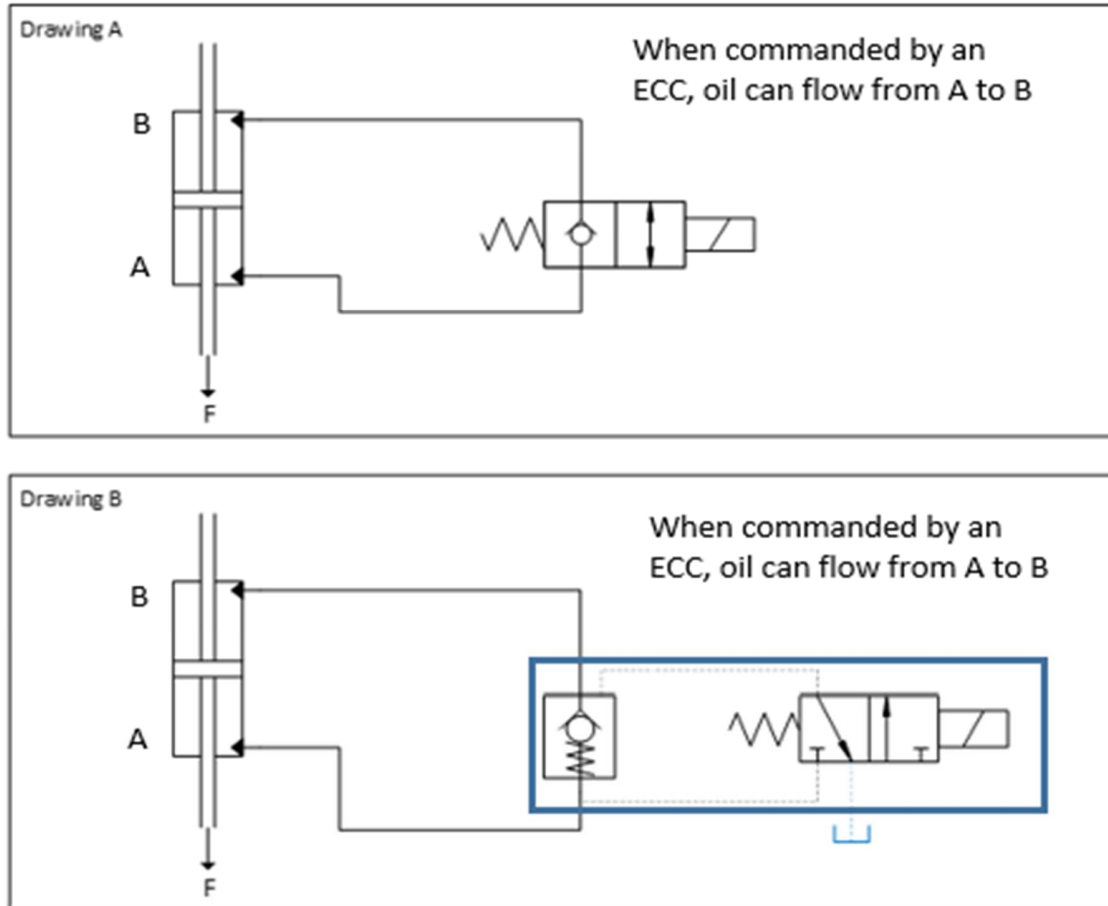 Drawing A
When commanded by an
ECC, oil can flow from A to B
B
A
F
Drawing B
When commanded by an
ECC, oil can flow from A to B
B
A
F